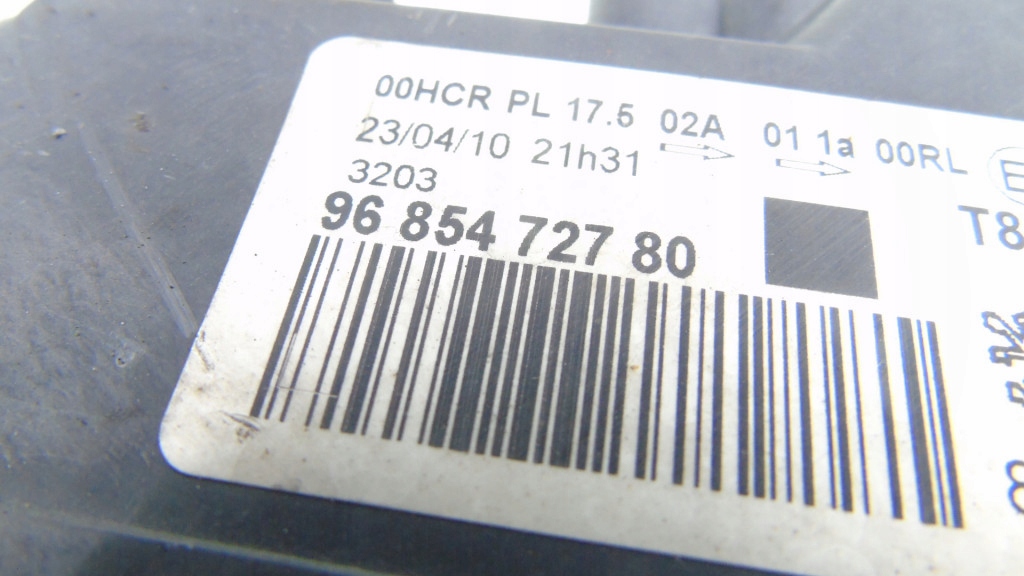 00HCR PL 17.5 02A 01 1a 00RL E
23/04/10 21h31
3203
96 854 727 80
T8